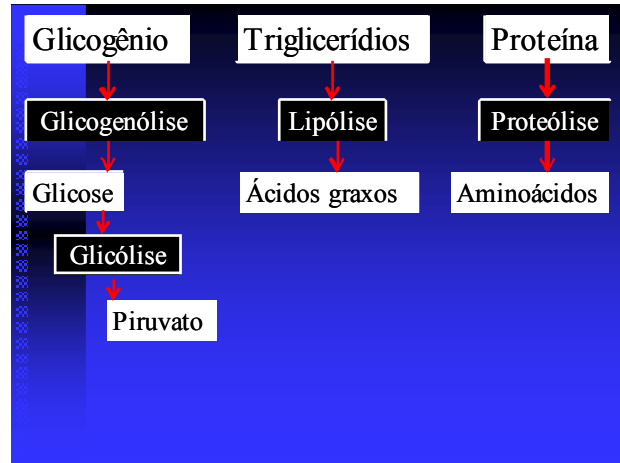 Glicogênio
Triglicerídios
Proteína
Glicogenólise
Lipólise
Proteólise
Glicose
Ácidos graxos
Aminoácidos
Glicólise
Piruvato